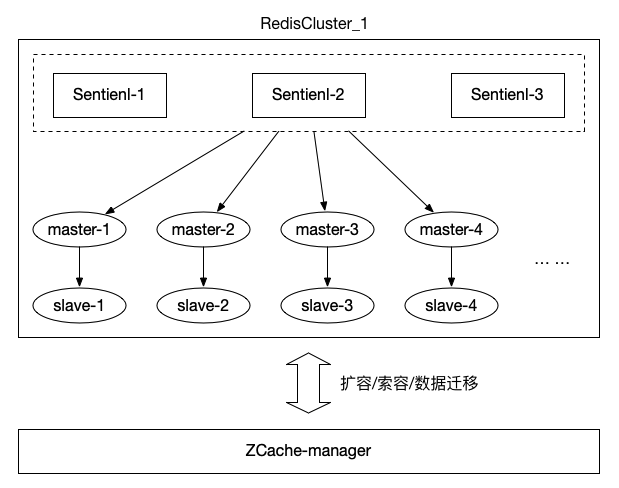 RedisCluster_1
Sentienl-1 Sentienl-2 Sentienl-3
master-1 master-2 master-3 master-4
... ...
slave-1 slave-2 slave-3 slave-4
扩容/索容/数据迁移
ZCache-manager